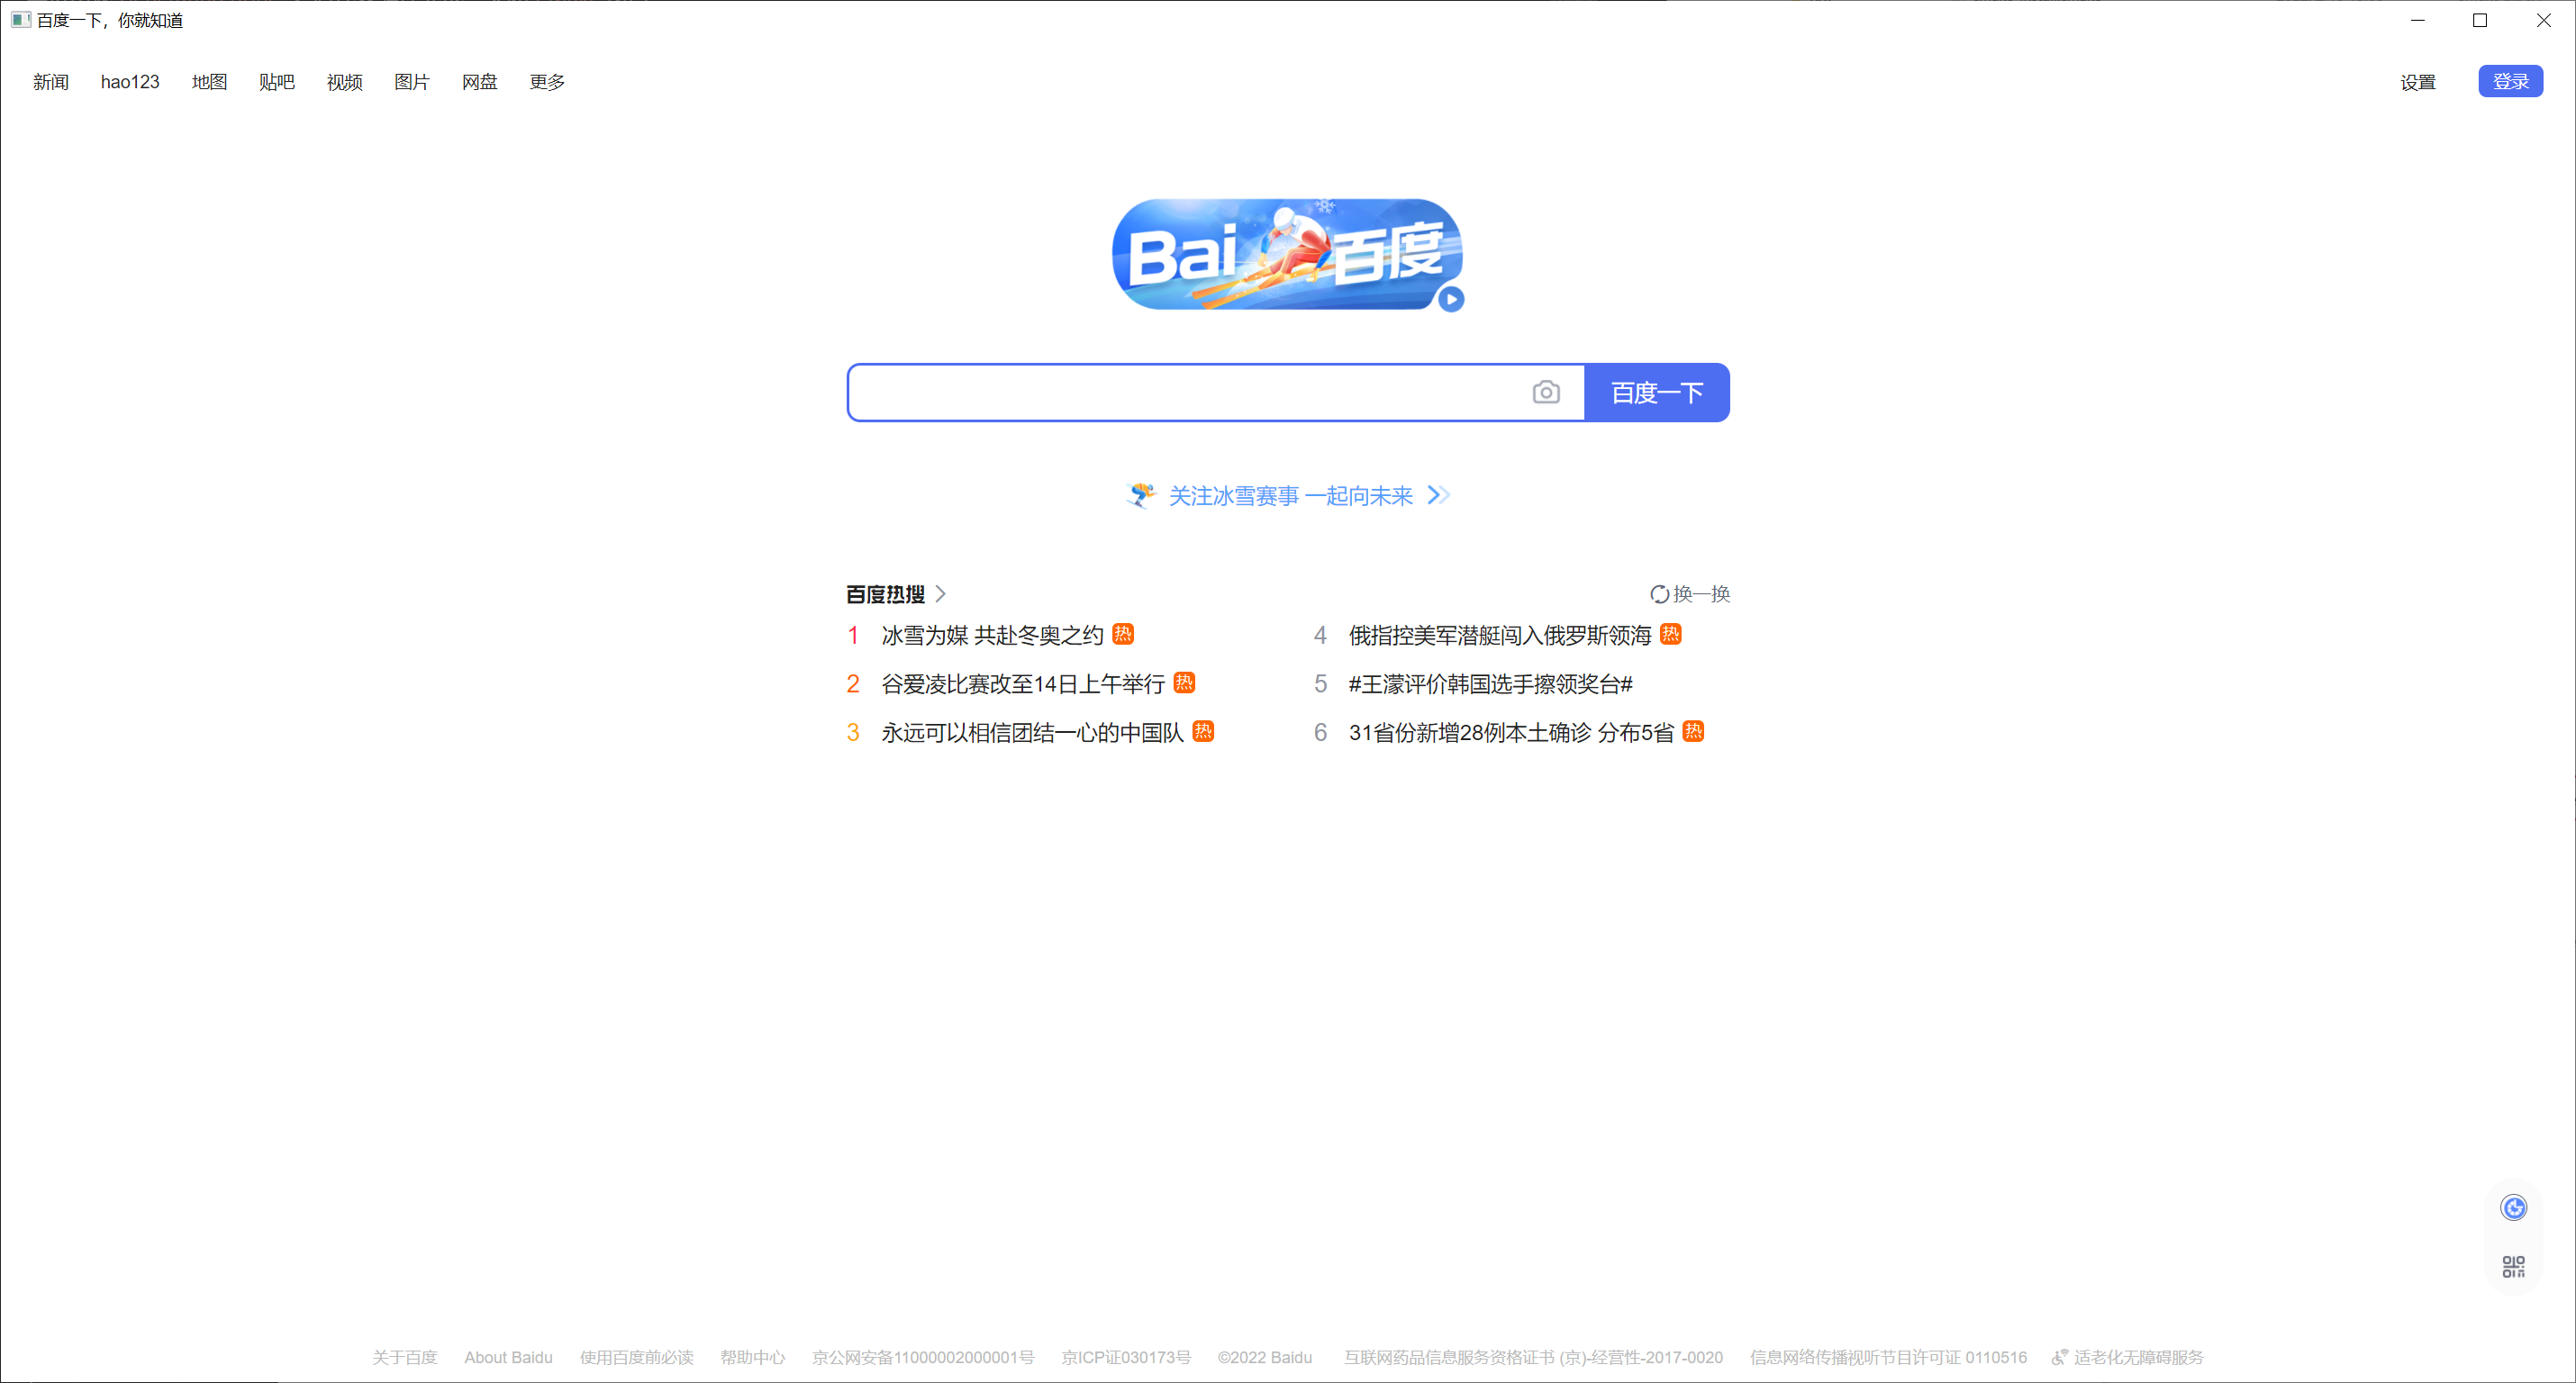 百度一下，你就知道
新闻 hao123 地图 贴吧 视频 图片 网盘 更多 设置 登录
Bai 百度
百度一下
关注冰雪赛事 一起向未来
百度热搜 换一换
1 冰雪为媒 共赴冬奥之约 热
2 谷爱凌比赛改至14日上午举行 热
3 永远可以相信团结一心的中国队 热
4 俄指控美军潜艇闯入俄罗斯领海 热
5 #王濛评价韩国选手擦领奖台#
6 31省份新增28例本土确诊 分布5省 热
关于百度 About Baidu 使用百度前必读 帮助中心 京公网安备11000002000001号 京ICP证030173号 ©2022 Baidu 互联网药品信息服务资格证书 (京)-经营性-2017-0020 信息网络传播视听节目许可证 0110516 适老化无障碍服务